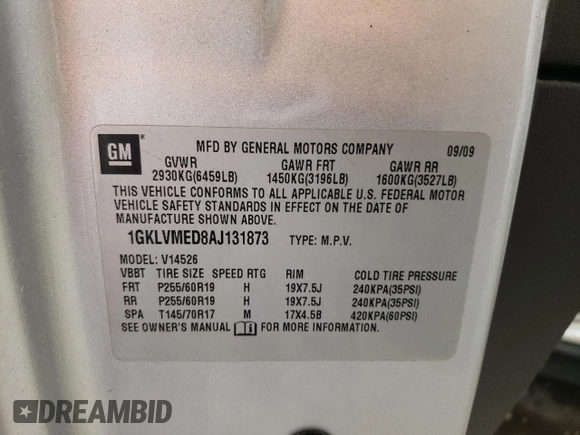 GM
MFD BY GENERAL MOTORS COMPANY 09/09
GVWR GAWR FRT GAWR RR
2930KG(6459LB) 1450KG(3196LB) 1600KG(3527LB)
THIS VEHICLE CONFORMS TO ALL APPLICABLE U.S. FEDERAL MOTOR
VEHICLE SAFETY STANDARDS IN EFFECT ON THE DATE OF
MANUFACTURE SHOWN ABOVE.
1GKLVMED8AJ131873 TYPE: M.P.V.
MODEL: V14526
VBBT TIRE SIZE SPEED RTG RIM COLD TIRE PRESSURE
FRT P255/60R19 H 19X7.5J 240KPA(35PSI)
RR P255/60R19 H 19X7.5J 240KPA(35PSI)
SPA T145/70R17 M 17X4.5B 420KPA(60PSI)
SEE OWNER'S MANUAL FOR MORE INFORMATION
DREAMBID